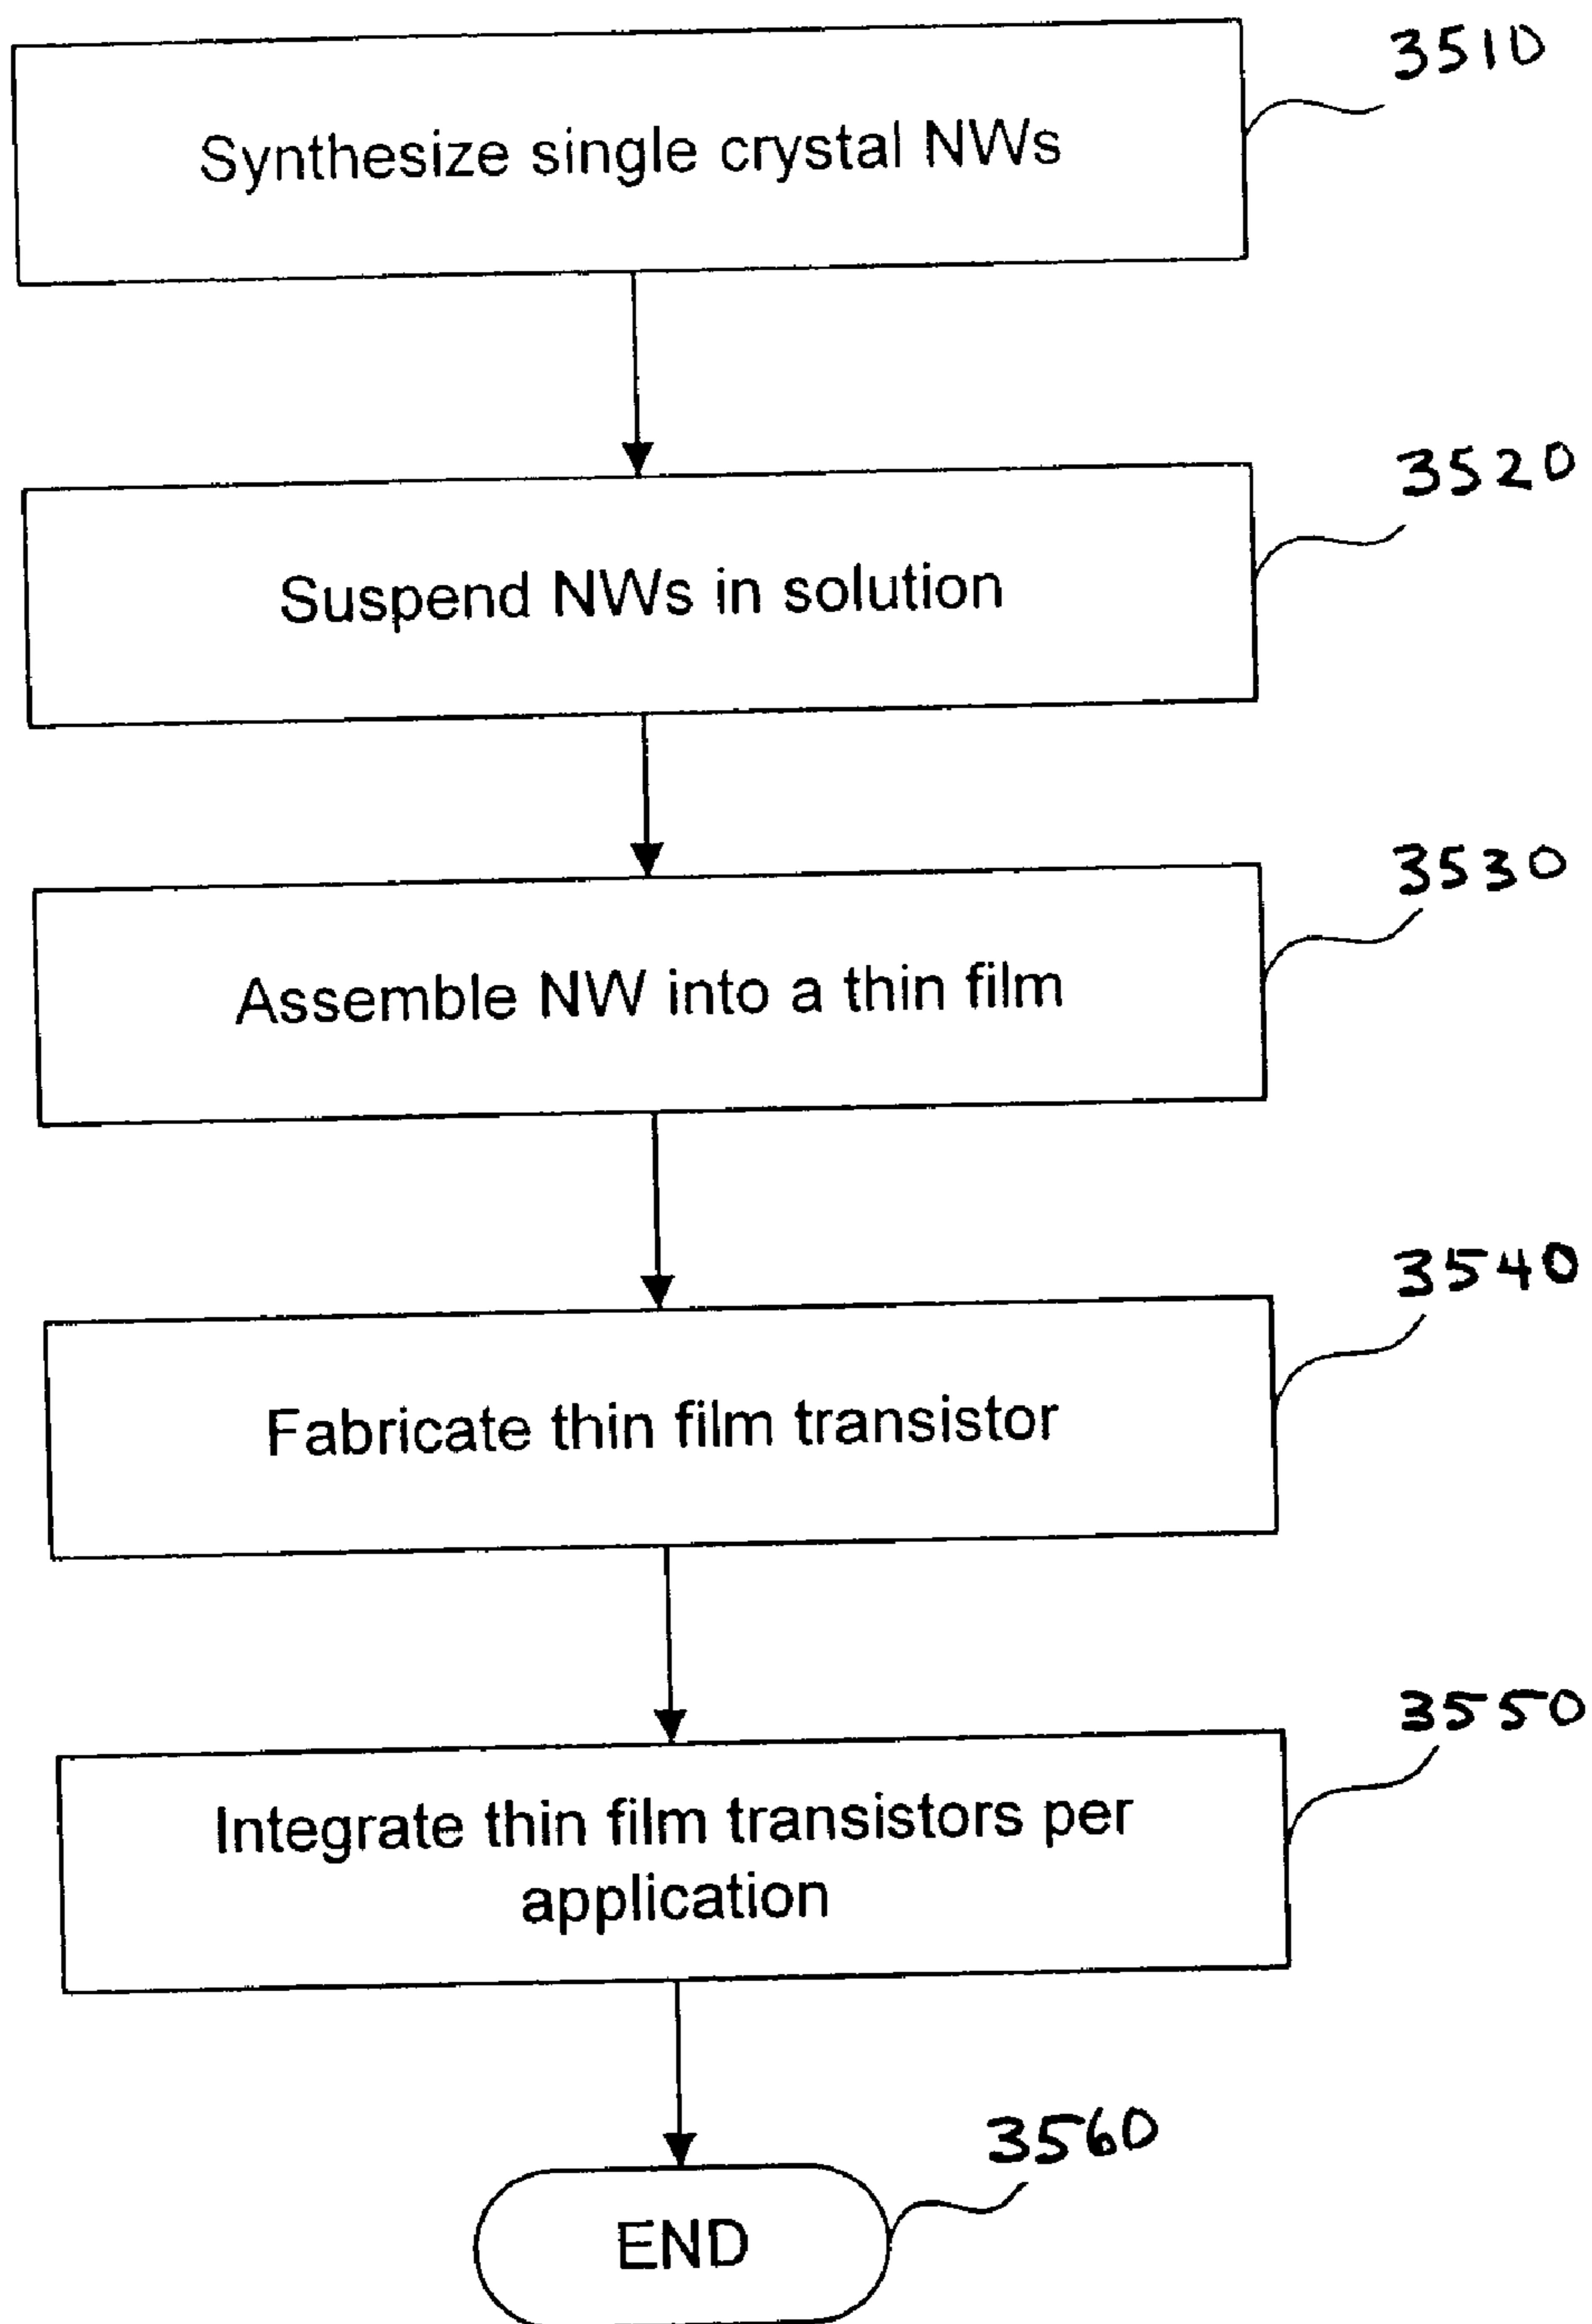 3510
Synthesize single crystal NWs
3520
Suspend NWs in solution
3530
Assemble NW into a thin film
3540
Fabricate thin film transistor
3550
Integrate thin film transistors per
application
3560
END